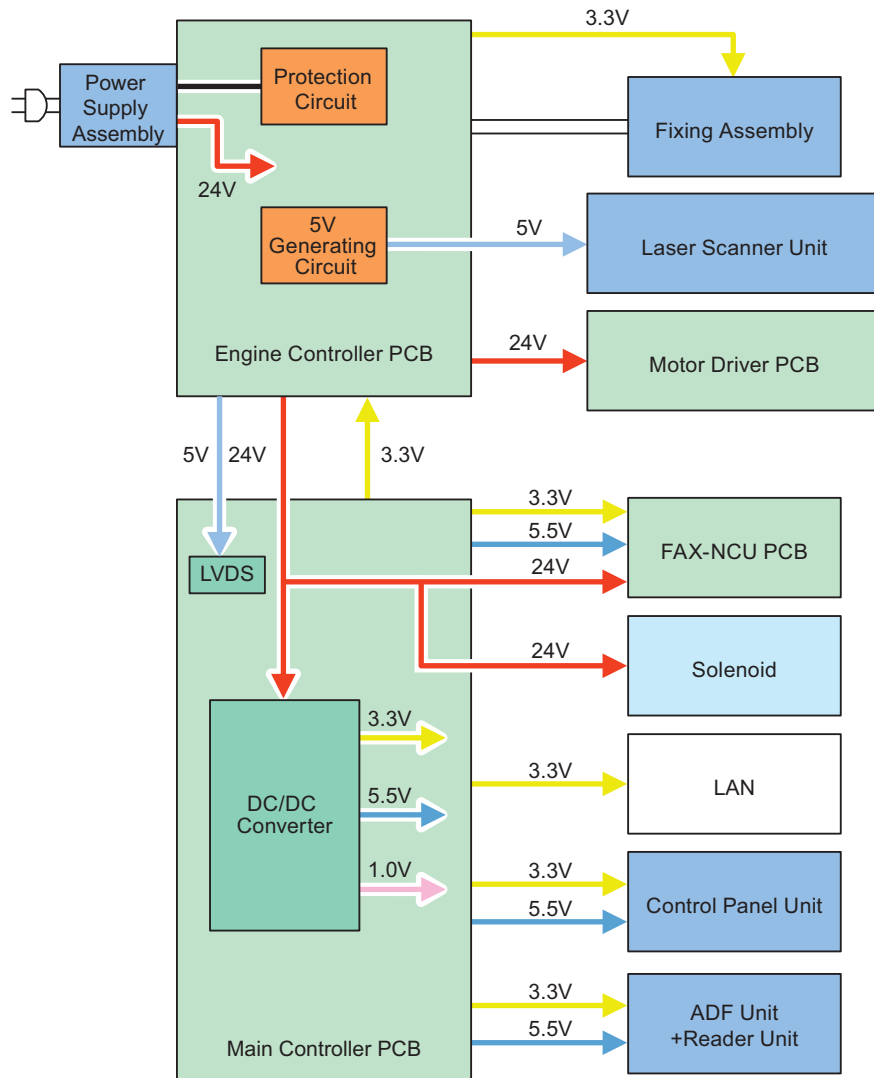 3.3V
Power
Supply
Assembly
Protection
Circuit
Fixing Assembly
24V
5V
Generating
Circuit
5V
Laser Scanner Unit
Engine Controller PCB
24V
Motor Driver PCB
5V
24V
3.3V
3.3V
5.5V
FAX-NCU PCB
LVDS
24V
24V
Solenoid
3.3V
5.5V
1.0V
DC/DC
Converter
3.3V
LAN
3.3V
5.5V
Control Panel Unit
3.3V
5.5V
ADF Unit
+Reader Unit
Main Controller PCB